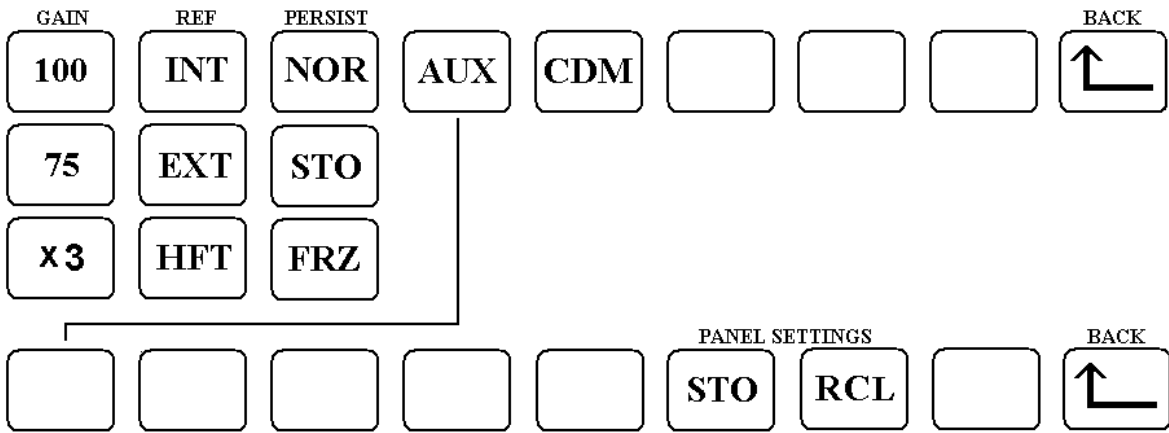 GAIN REF PERSIST BACK
100 INT NOR AUX CDM
75 EXT STO
X3 HFT FRZ
PANEL SETTINGS BACK
STO RCL